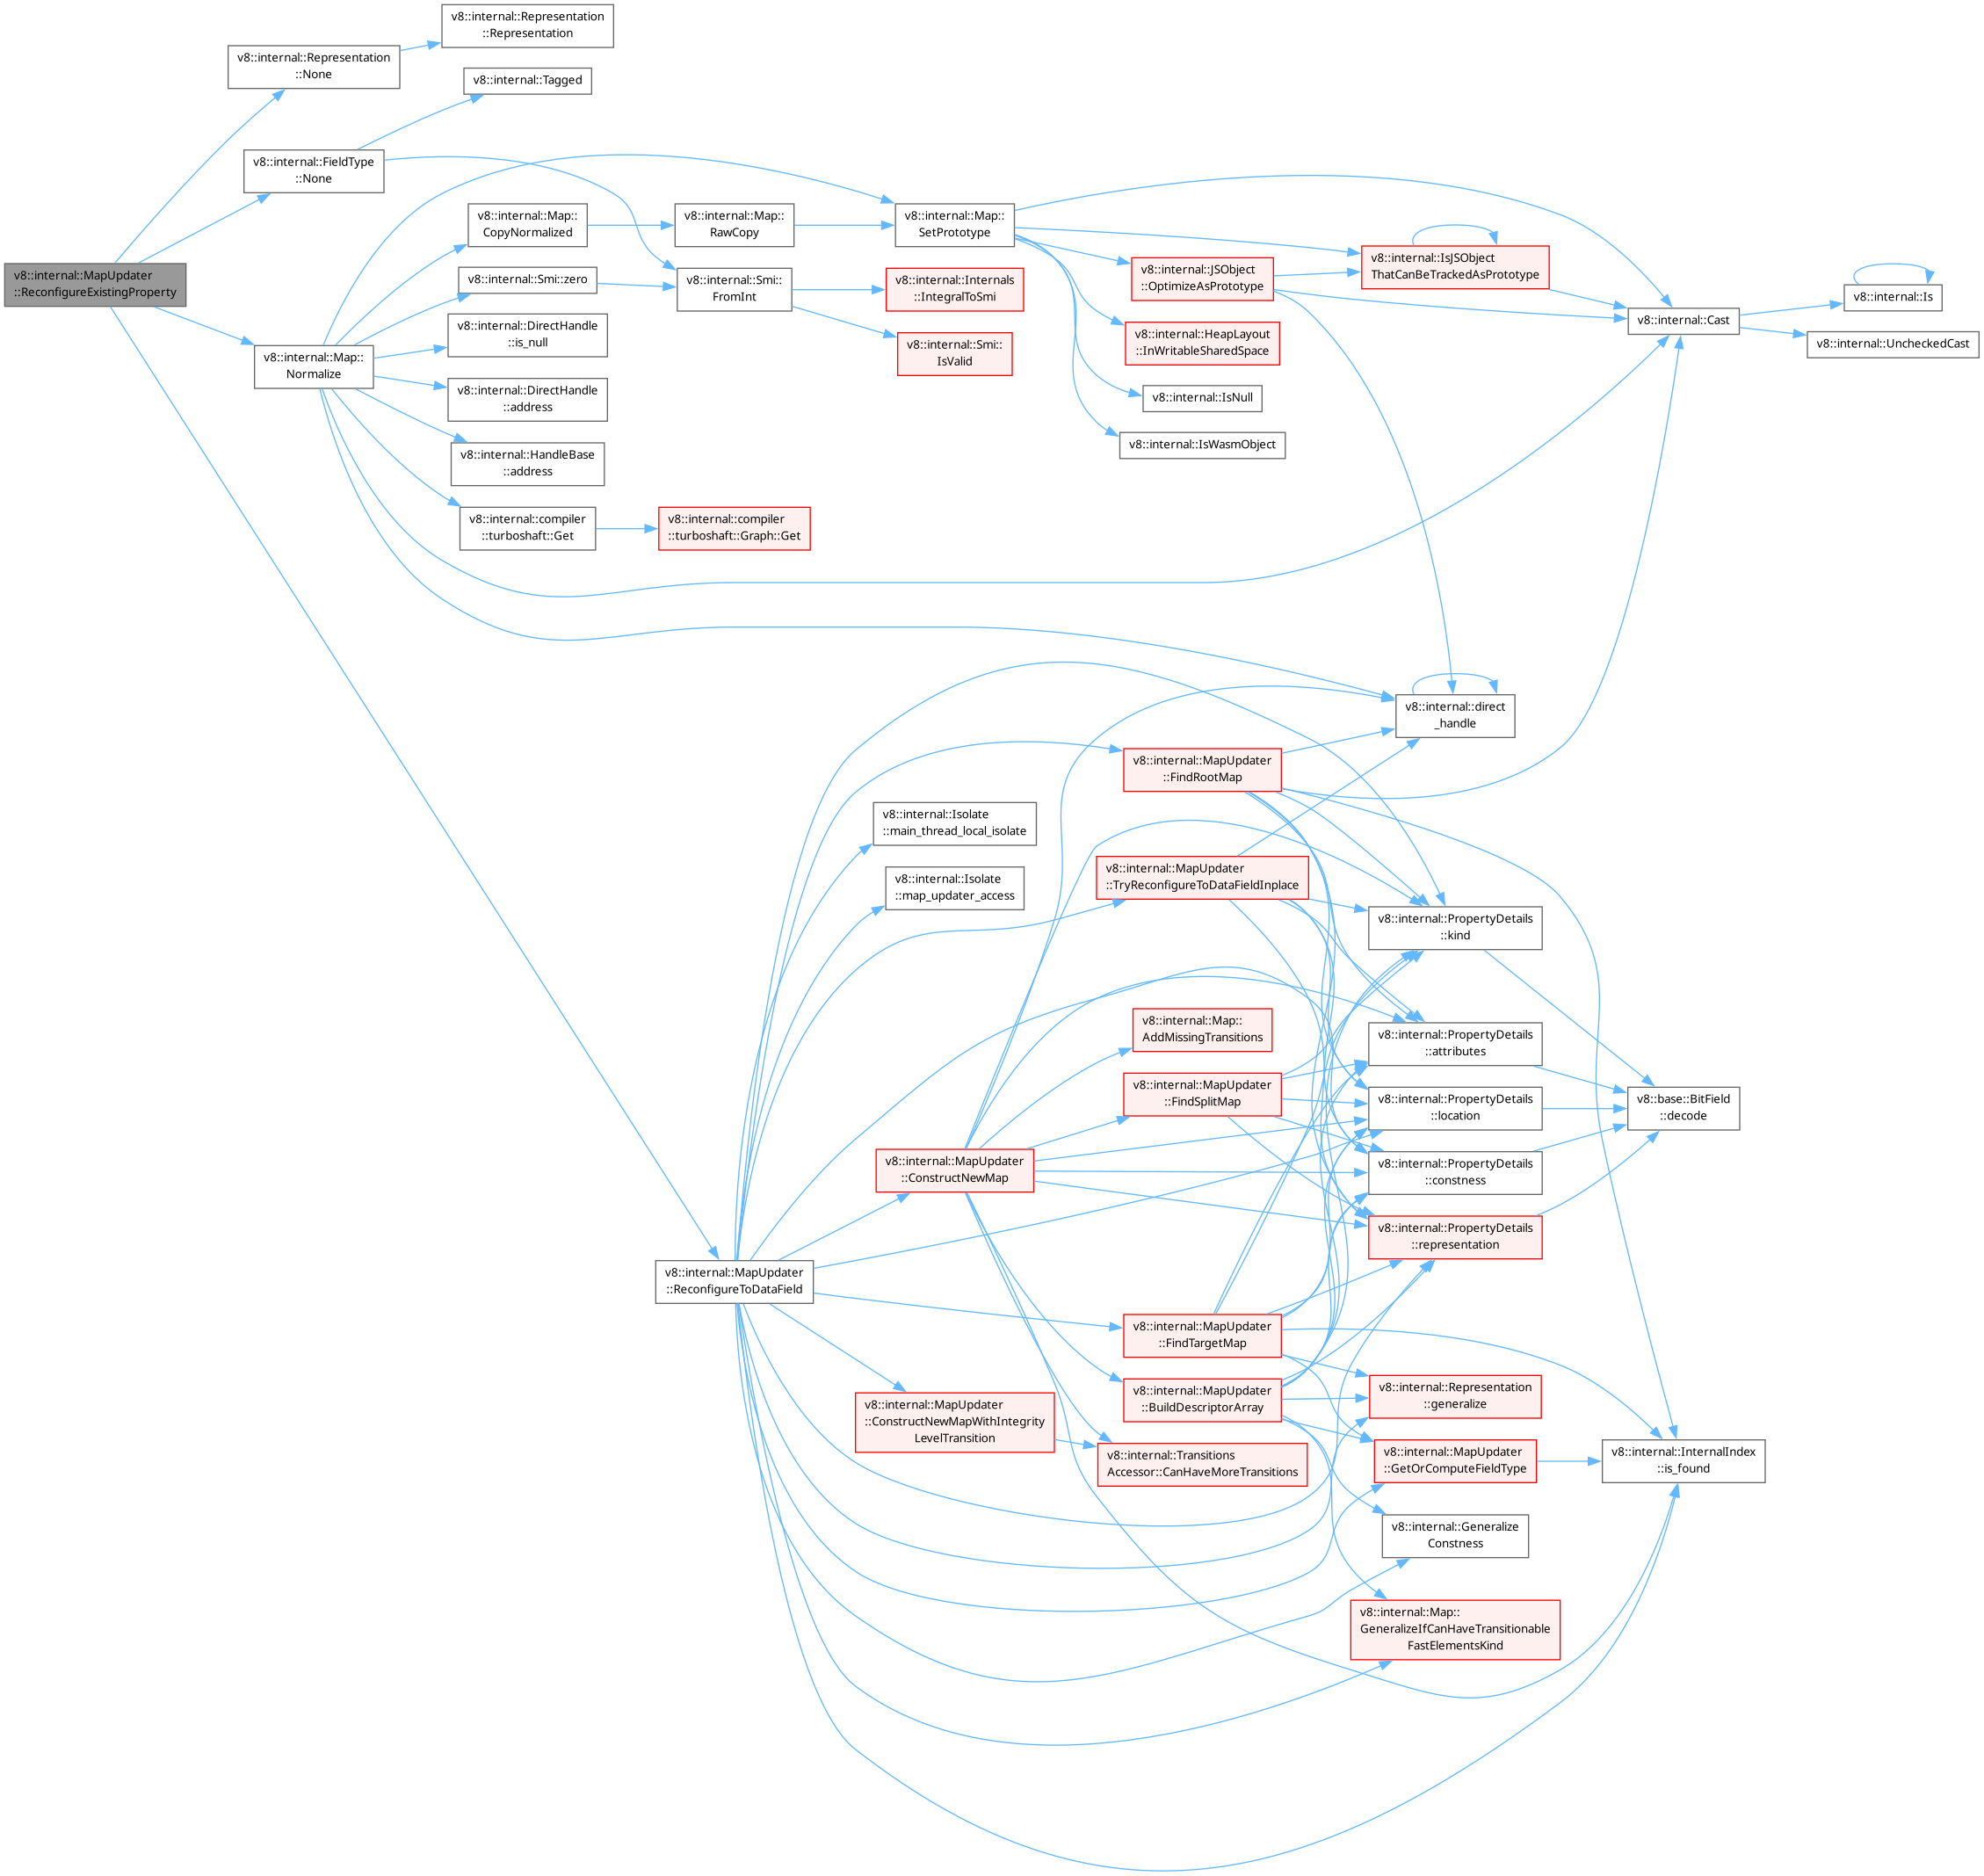 v8::internal::Representation
::Representation
v8::internal::Representation
::None
v8::internal::Tagged
v8::internal::FieldType
::None
v8::internal::MapUpdater
::ReconfigureExistingProperty
v8::internal::Map::
CopyNormalized
v8::internal::Map::
RawCopy
v8::internal::Map::
SetPrototype
v8::internal::Smi::zero
v8::internal::Smi::
FromInt
v8::internal::Internals
::IntegralToSmi
v8::internal::JSObject
::OptimizeAsPrototype
v8::internal::IsJSObject
ThatCanBeTrackedAsPrototype
v8::internal::Is
v8::internal::Cast
v8::internal::UncheckedCast
v8::internal::DirectHandle
::is_null
v8::internal::Smi::
IsValid
v8::internal::HeapLayout
::InWritableSharedSpace
v8::internal::Map::
Normalize
v8::internal::DirectHandle
::address
v8::internal::IsNull
v8::internal::HandleBase
::address
v8::internal::IsWasmObject
v8::internal::compiler
::turboshaft::Get
v8::internal::compiler
::turboshaft::Graph::Get
v8::internal::direct
_handle
v8::internal::MapUpdater
::FindRootMap
v8::internal::Isolate
::main_thread_local_isolate
v8::internal::Isolate
::map_updater_access
v8::internal::MapUpdater
::TryReconfigureToDataFieldInplace
v8::internal::PropertyDetails
::kind
v8::internal::Map::
AddMissingTransitions
v8::internal::PropertyDetails
::attributes
v8::internal::MapUpdater
::FindSplitMap
v8::internal::PropertyDetails
::location
v8::base::BitField
::decode
v8::internal::MapUpdater
::ConstructNewMap
v8::internal::PropertyDetails
::constness
v8::internal::PropertyDetails
::representation
v8::internal::MapUpdater
::ReconfigureToDataField
v8::internal::MapUpdater
::FindTargetMap
v8::internal::MapUpdater
::BuildDescriptorArray
v8::internal::Representation
::generalize
v8::internal::MapUpdater
::ConstructNewMapWithIntegrity
LevelTransition
v8::internal::Transitions
Accessor::CanHaveMoreTransitions
v8::internal::MapUpdater
::GetOrComputeFieldType
v8::internal::InternalIndex
::is_found
v8::internal::Generalize
Constness
v8::internal::Map::
GeneralizeIfCanHaveTransitionable
FastElementsKind